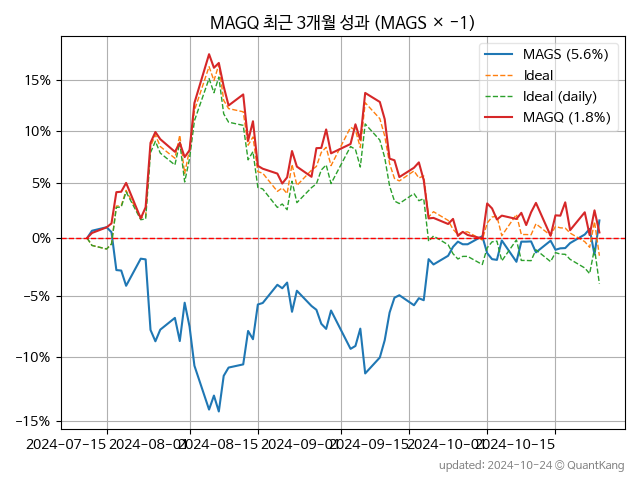 MAGQ 최근 3개월 성과 (MAGS × −1)
MAGS (5.6%)
Ideal
Ideal (daily)
MAGQ (1.8%)
15%
10%
5%
0%
−5%
−10%
−15%
2024-07-15
2024-08-01
2024-08-15
2024-09-01
2024-09-15
2024-10-01
2024-10-15
updated: 2024-10-24 © QuantKang